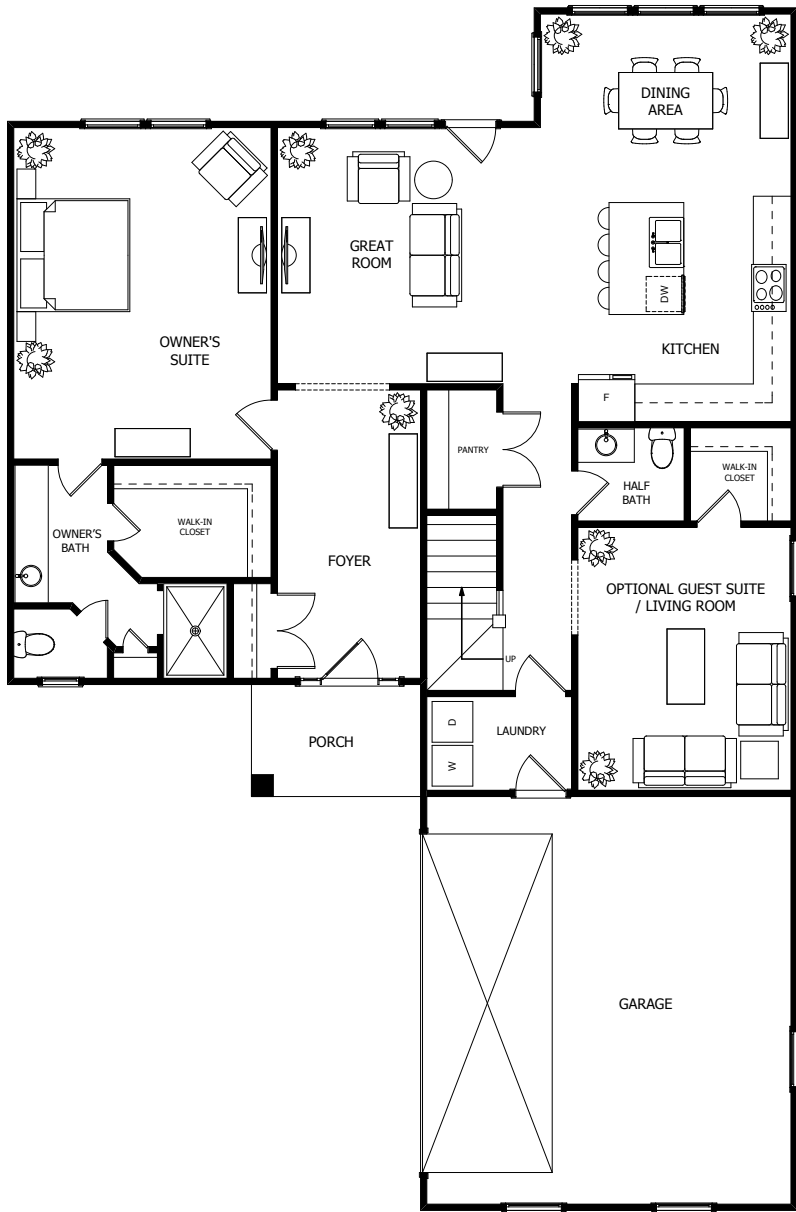 DINING
AREA
GREAT
ROOM
DW
OWNER'S
SUITE
KITCHEN
F
PANTRY
HALF
BATH
WALK-IN
CLOSET
OWNER'S
BATH
WALK-IN
CLOSET
FOYER
OPTIONAL GUEST SUITE
/ LIVING ROOM
UP
D
LAUNDRY
W
PORCH
GARAGE